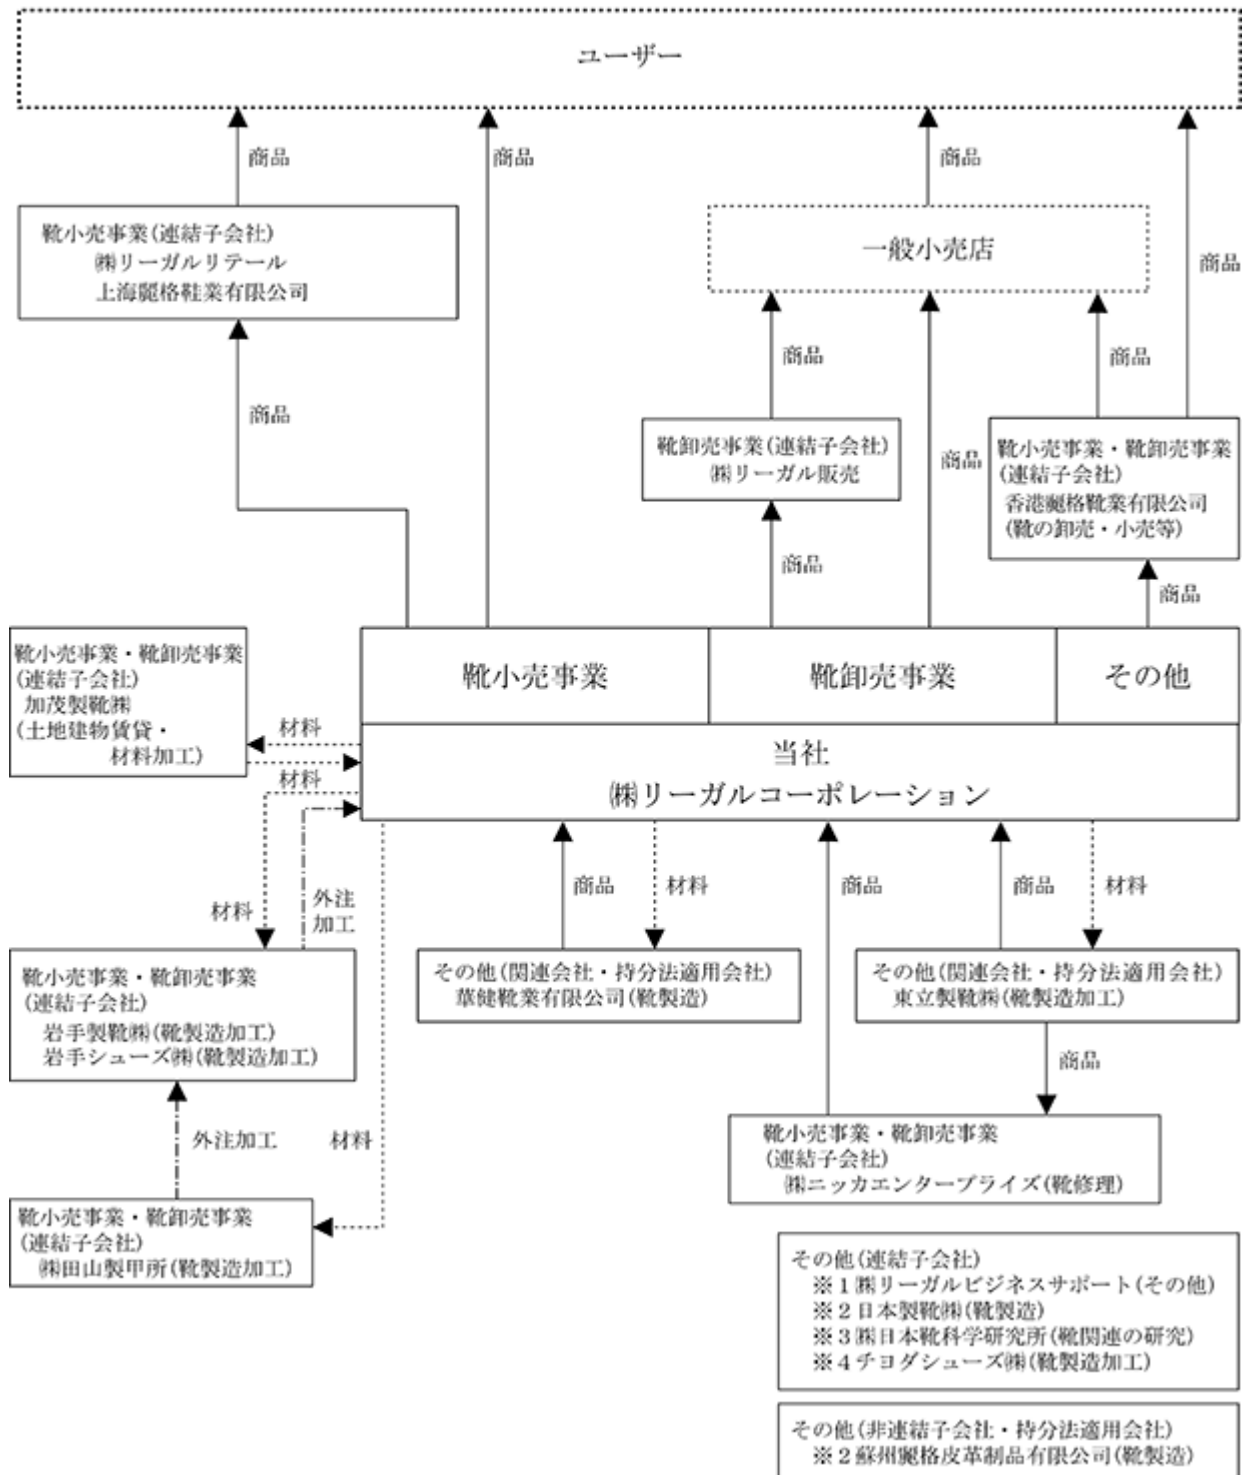 ユーザー
商品
商品
商品
商品
靴小売事業(連結子会社)
㈱リーガルリテール
上海麗格鞋業有限公司
一般小売店
商品
商品
商品
商品
商品
靴卸売事業(連結子会社)
㈱リーガル販売
靴小売事業・靴卸売事業
(連結子会社)
香港麗格靴業有限公司
(靴の卸売・小売等)
商品
商品
靴小売事業・靴卸売事業
(連結子会社)
加茂製靴㈱
(土地建物賃貸・
材料加工)
靴小売事業
靴卸売事業
その他
材料
当社
㈱リーガルコーポレーション
材料
材料
外注
加工
商品
材料
商品
商品
材料
靴小売事業・靴卸売事業
(連結子会社)
岩手製靴㈱(靴製造加工)
岩手シューズ㈱(靴製造加工)
その他(関連会社・持分法適用会社)
華健靴業有限公司(靴製造)
その他(関連会社・持分法適用会社)
東立製靴㈱(靴製造加工)
商品
外注加工
材料
靴小売事業・靴卸売事業
(連結子会社)
㈱ニッカエンタープライズ(靴修理)
靴小売事業・靴卸売事業
(連結子会社)
㈱田山製甲所(靴製造加工)
その他(連結子会社)
※1㈱リーガルビジネスサポート(その他)
※2日本製靴㈱(靴製造)
※3㈱日本靴科学研究所(靴関連の研究)
※4チヨダシューズ㈱(靴製造加工)
その他(非連結子会社・持分法適用会社)
※2蘇州麗格皮革制品有限公司(靴製造)